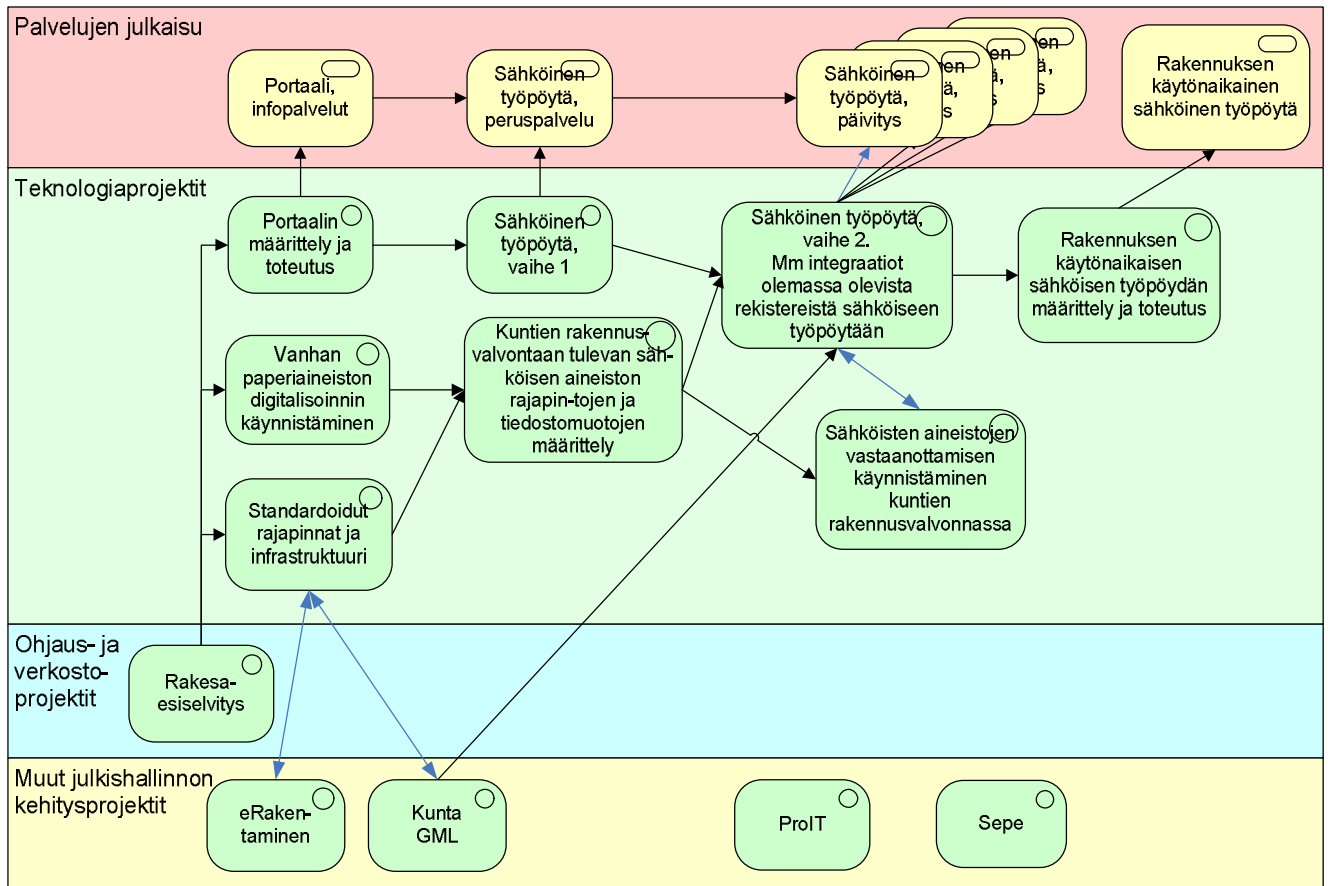 Palvelujen julkaisu
Portaali,
infopalvelut
Sähköinen
työpöytä,
peruspalvelu
Sähköinen
työpöytä,
päivitys
en
ä,
s
en
ä,
s
en
ä,
s
Rakennuksen
käytönaikainen
sähköinen työpöytä
Teknologiaprojektit
Portaalin
määrittely ja
toteutus
Sähköinen
työpöytä,
vaihe 1
Sähköinen työpöytä,
vaihe 2.
Mm integraatiot
olemassa olevista
rekistereistä sähköiseen
työpöytään
Rakennuksen
käytönaikaisen
sähköisen työpöydän
määrittely ja toteutus
Vanhan
paperiaineiston
digitalisoinnin
käynnistäminen
Kuntien rakennus-
valvontaan tulevan säh-
köisen aineiston
rajapin-tojen ja
tiedostomuotojen
määrittely
Sähköisten aineistojen
vastaanottamisen
käynnistäminen
kuntien
rakennusvalvonnassa
Standardoidut
rajapinnat ja
infrastruktuuri
Ohjaus- ja
verkosto-
projektit
Rakesa-
esiselvitys
Muut julkishallinnon
kehitysprojektit
eRaken-
taminen
Kunta
GML
ProIT
Sepe